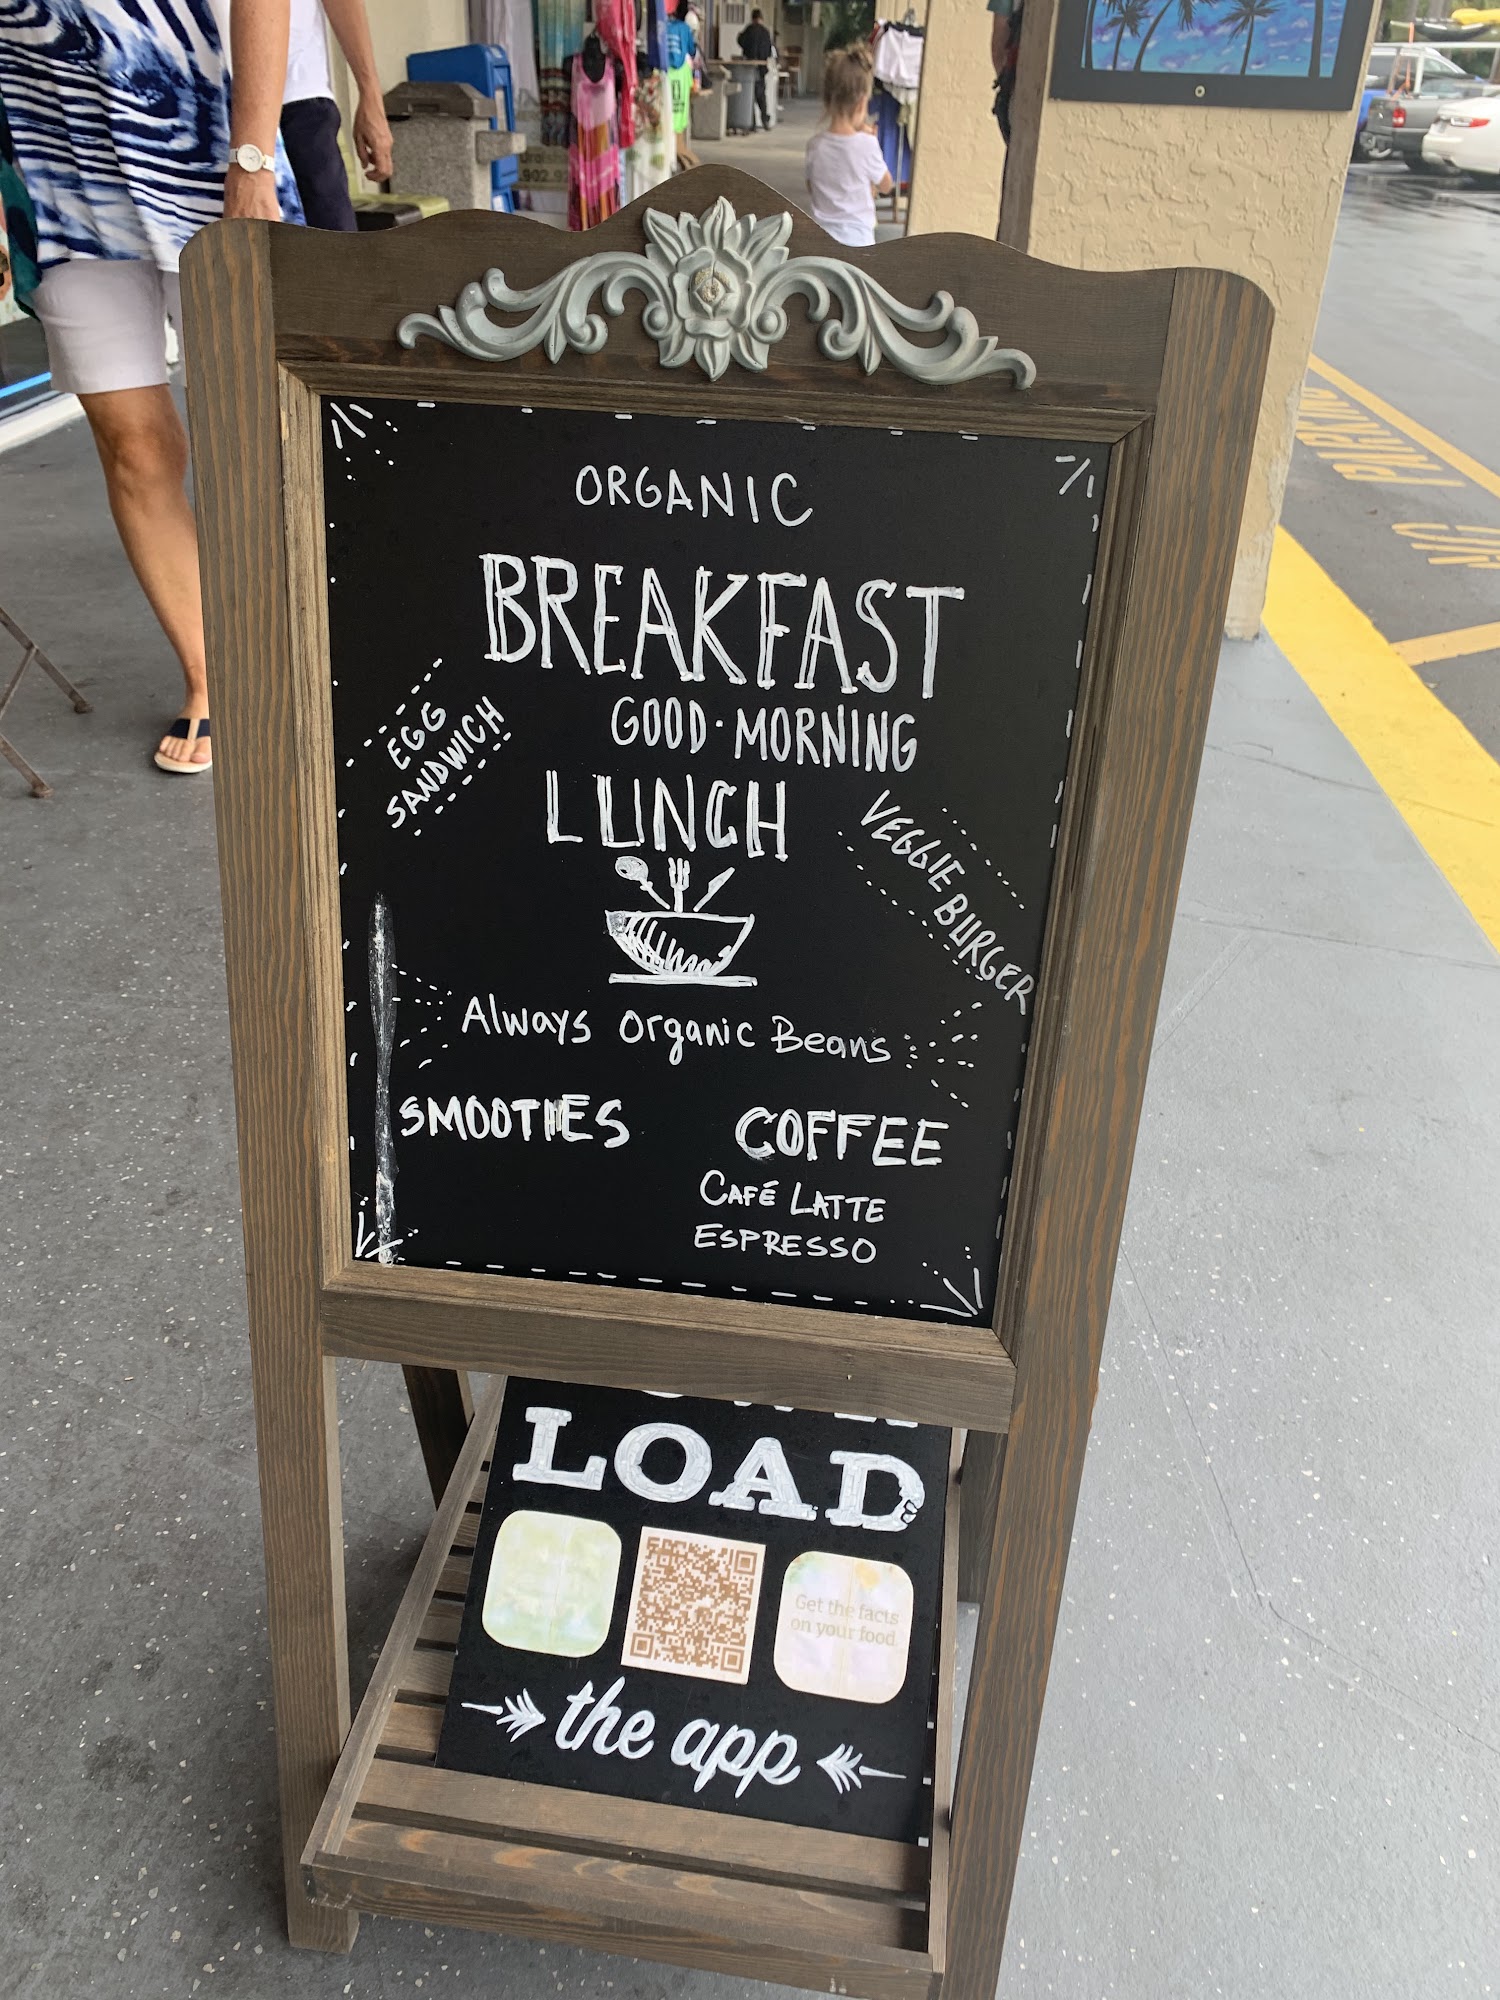 ORGANIC
BREAKFAST
GOOD·MORNING
EGG
SANDWICH
LUNCH
VEGGIE BURGER
Always Organic Beans
SMOOTHIES
COFFEE
CAFÉ LATTE
ESPRESSO
LOAD
Get the facts
on your food.
the app
PARKING